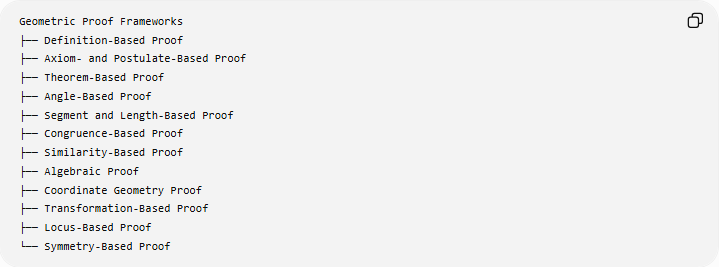 Geometric Proof Frameworks
├── Definition-Based Proof
├── Axiom- and Postulate-Based Proof
├── Theorem-Based Proof
├── Angle-Based Proof
├── Segment and Length-Based Proof
├── Congruence-Based Proof
├── Similarity-Based Proof
├── Algebraic Proof
├── Coordinate Geometry Proof
├── Transformation-Based Proof
├── Locus-Based Proof
└── Symmetry-Based Proof